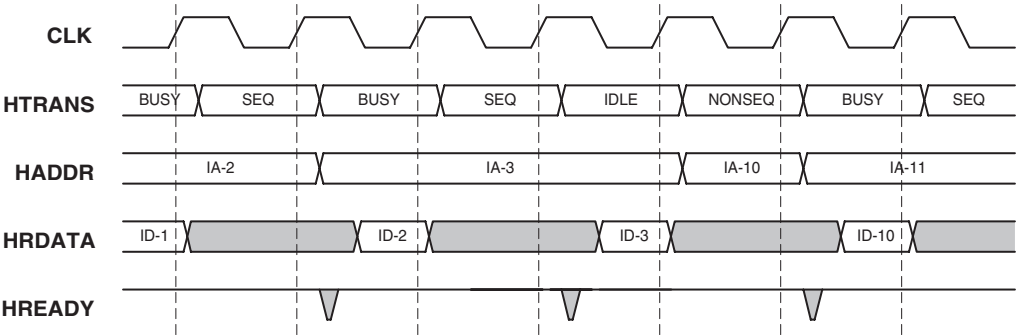 CLK
HTRANS BUSY SEQ BUSY SEQ IDLE NONSEQ BUSY SEQ
HADDR IA-2 IA-3 IA-10 IA-11
HRDATA ID-1 ID-2 ID-3 ID-10
HREADY